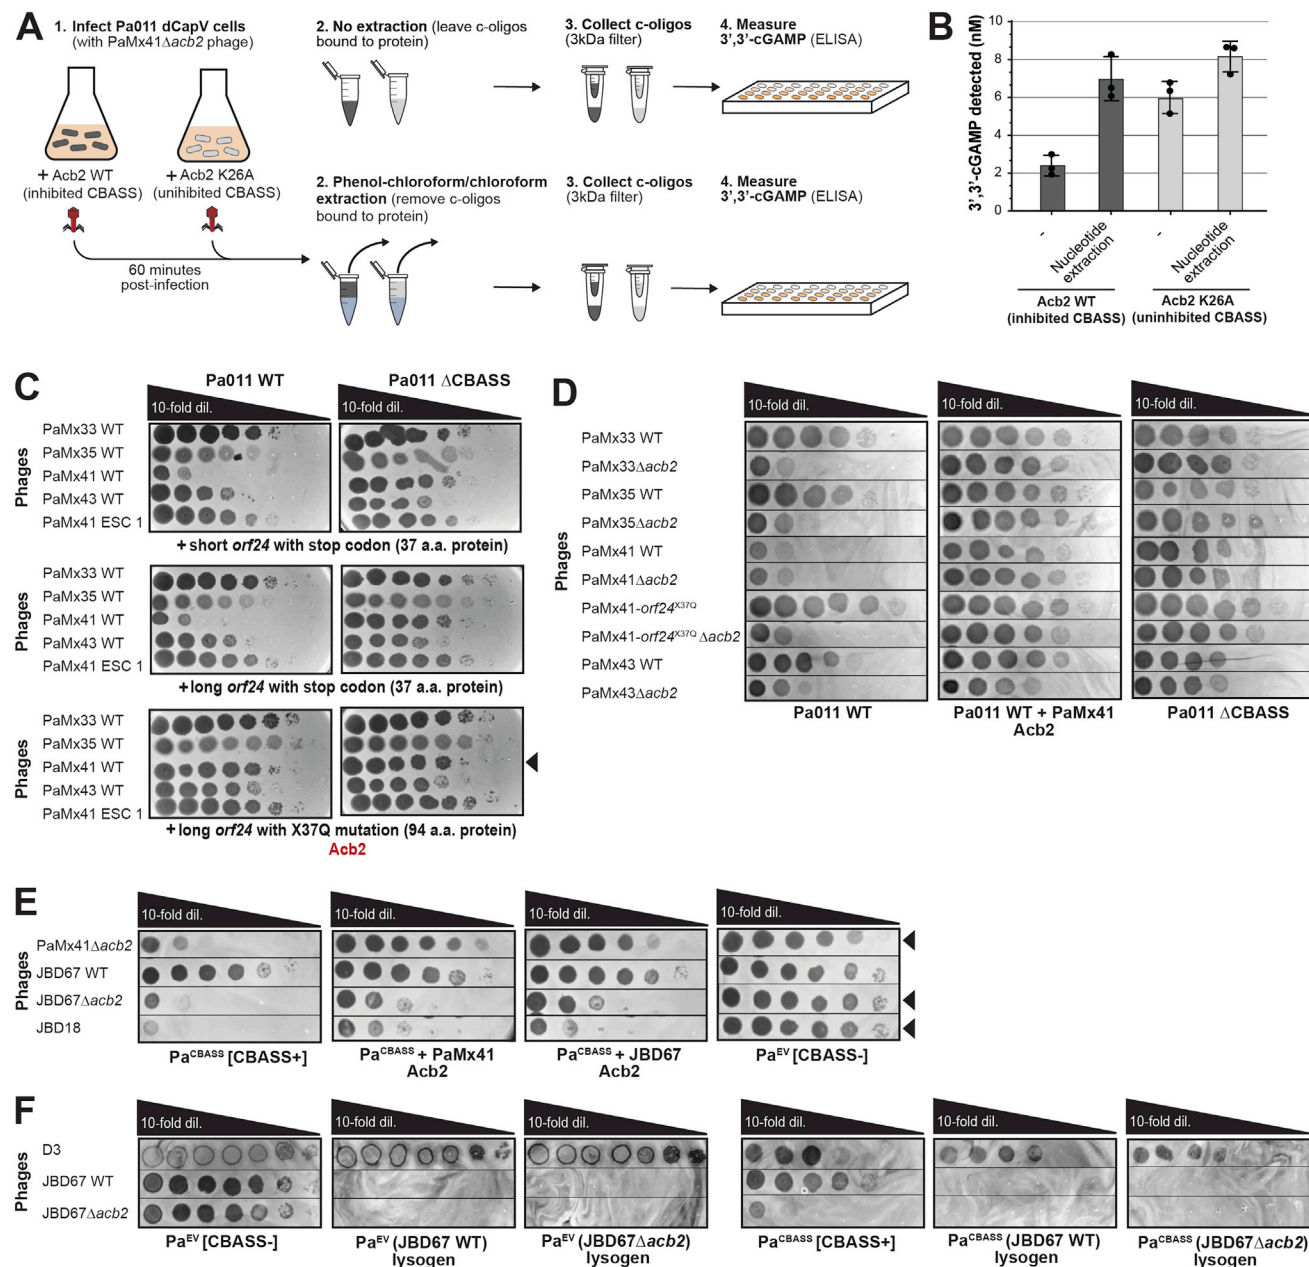 A
1. Infect Pa011 dCapV cells
(with PaMx41Δacb2 phage)
2. No extraction (leave c-oligos
bound to protein)
3. Collect c-oligos
(3kDa filter)
4. Measure
3',3'-cGAMP (ELISA)
+ Acb2 WT
(inhibited CBASS)
+ Acb2 K26A
(uninhibited CBASS)
60 minutes
post-infection
2. Phenol-chloroform/chloroform
extraction (remove c-oligos
bound to protein)
3. Collect c-oligos
(3kDa filter)
4. Measure
3',3'-cGAMP (ELISA)
B
3',3'-cGAMP detected (nM)
10
8
6
4
2
0
-
Nucleotide
extraction
-
Nucleotide
extraction
Acb2 WT
(inhibited CBASS)
Acb2 K26A
(uninhibited CBASS)
C
Pa011 WT
Pa011 ΔCBASS
10-fold dil.
10-fold dil.
Phages
PaMx33 WT
PaMx35 WT
PaMx41 WT
PaMx43 WT
PaMx41 ESC 1
+ short orf24 with stop codon (37 a.a. protein)
Phages
PaMx33 WT
PaMx35 WT
PaMx41 WT
PaMx43 WT
PaMx41 ESC 1
+ long orf24 with stop codon (37 a.a. protein)
Phages
PaMx33 WT
PaMx35 WT
PaMx41 WT
PaMx43 WT
PaMx41 ESC 1
+ long orf24 with X37Q mutation (94 a.a. protein)
Acb2
D
10-fold dil.
10-fold dil.
10-fold dil.
Phages
PaMx33 WT
PaMx33Δacb2
PaMx35 WT
PaMx35Δacb2
PaMx41 WT
PaMx41Δacb2
PaMx41-orf24X37Q
PaMx41-orf24X37Q Δacb2
PaMx43 WT
PaMx43Δacb2
Pa011 WT
Pa011 WT + PaMx41
Acb2
Pa011 ΔCBASS
E
10-fold dil.
10-fold dil.
10-fold dil.
10-fold dil.
Phages
PaMx41Δacb2
JBD67 WT
JBD67Δacb2
JBD18
PaCBASS [CBASS+]
PaCBASS + PaMx41
Acb2
PaCBASS + JBD67
Acb2
PaEV [CBASS-]
F
10-fold dil.
10-fold dil.
10-fold dil.
10-fold dil.
10-fold dil.
10-fold dil.
Phages
D3
JBD67 WT
JBD67Δacb2
PaEV [CBASS-]
PaEV (JBD67 WT)
lysogen
PaEV (JBD67Δacb2)
lysogen
PaCBASS [CBASS+]
PaCBASS (JBD67 WT)
lysogen
PaCBASS (JBD67Δacb2)
lysogen